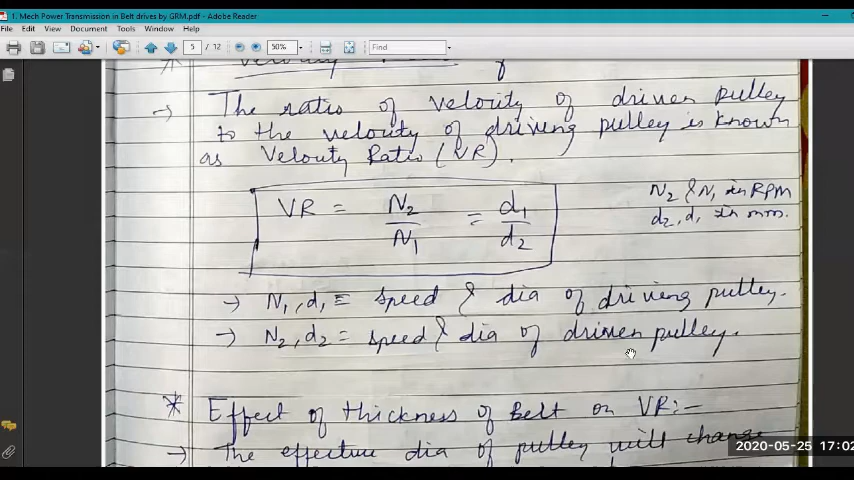 1. Mech Power Transmission in Belt drives by GRM.pdf - Adobe Reader
File Edit View Document Tools Window Help
5 / 12 50% Find
→ The ratio of velocity of driven pulley
to the velocity of driving pulley is known
as Velocity Ratio (VR).
VR = N2/N1 = d1/d2
N2 & N1 in RPM
d2, d1 in mm.
→ N1, d1 = speed & dia of driving pulley.
→ N2, d2 = speed & dia of driven pulley.
* Effect of thickness of Belt on VR:-
→ The effective dia of pulley will change
2020-05-25 17:02